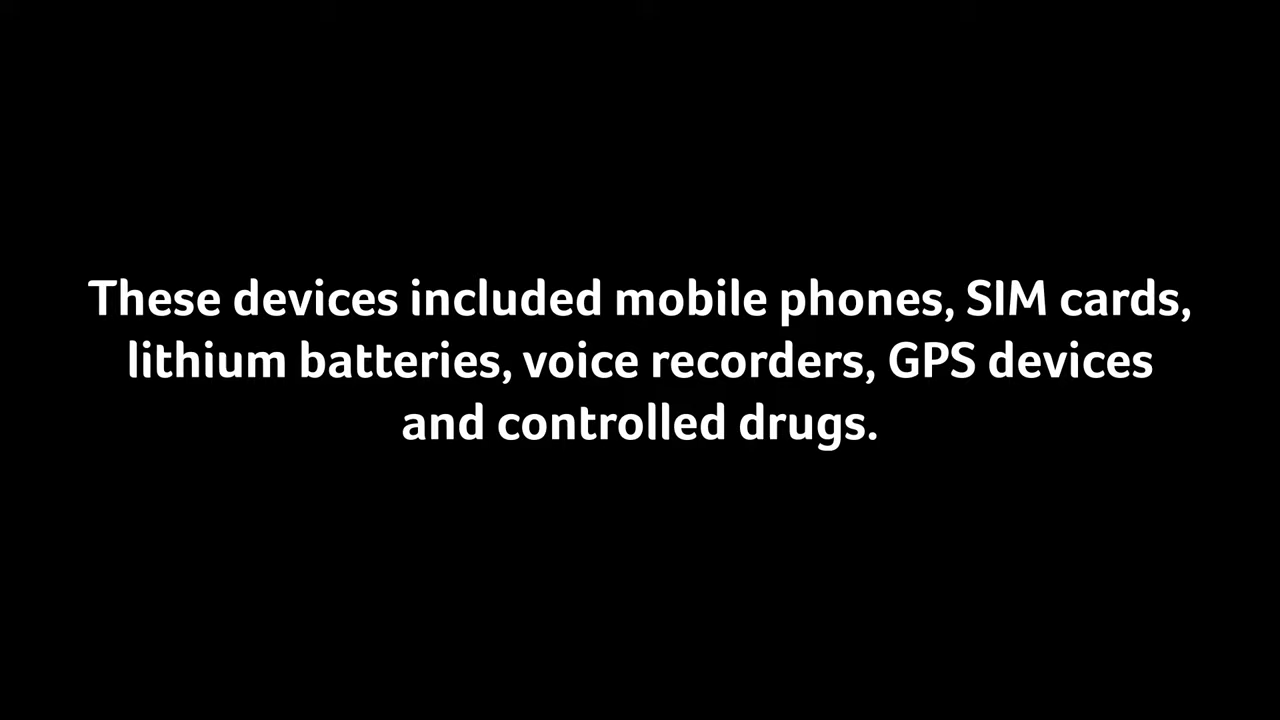 These devices included mobile phones, SIM cards,
lithium batteries, voice recorders, GPS devices
and controlled drugs.